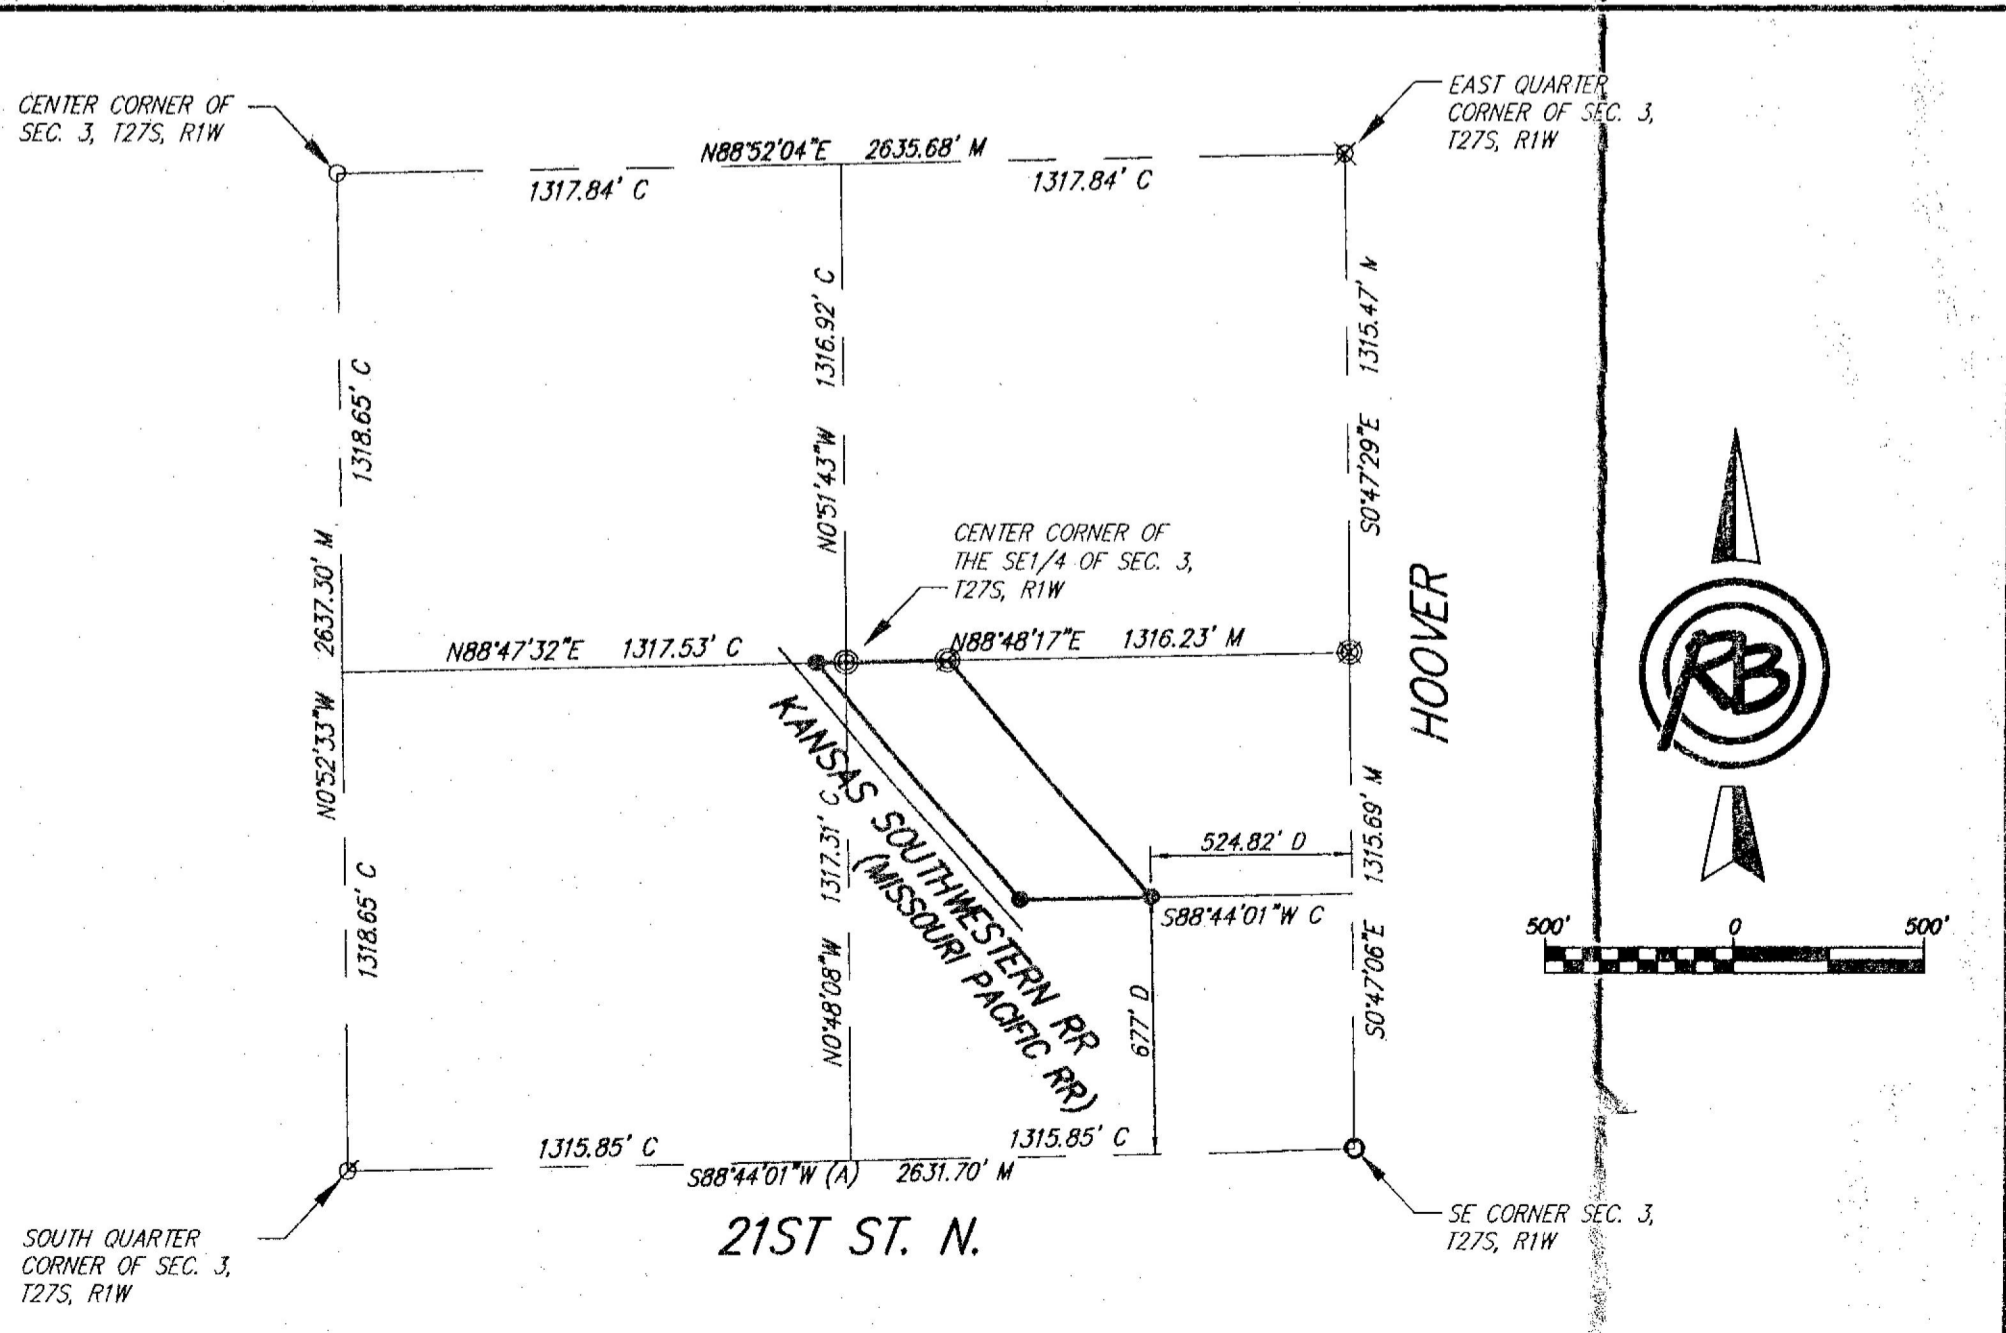 CENTER CORNER OF
SEC. 3, T27S, R1W
EAST QUARTER
CORNER OF SEC. 3,
T27S, R1W
N88°52'04"E 2635.68' M
1317.84' C
1317.84' C
N0°51'43"W 1316.92' C
S0°47'29"E 1315.47' M
1318.65' C
N0°52'33"W 2637.30' M
1318.65' C
CENTER CORNER OF
THE SE1/4 OF SEC. 3,
T27S, R1W
N88°47'32"E 1317.53' C
N88°48'17"E 1316.23' M
HOOVER
RB
KANSAS SOUTHWESTERN RR
(MISSOURI PACIFIC RR)
N0°48'08"W 1317.31' C
524.82' D
S88°44'01"W C
S0°47'06"E 1315.69' M
677' D
500' 0 500'
1315.85' C
1315.85' C
S88°44'01"W (A) 2631.70' M
21ST ST. N.
SOUTH QUARTER
CORNER OF SEC. 3,
T27S, R1W
SE CORNER SEC. 3,
T27S, R1W